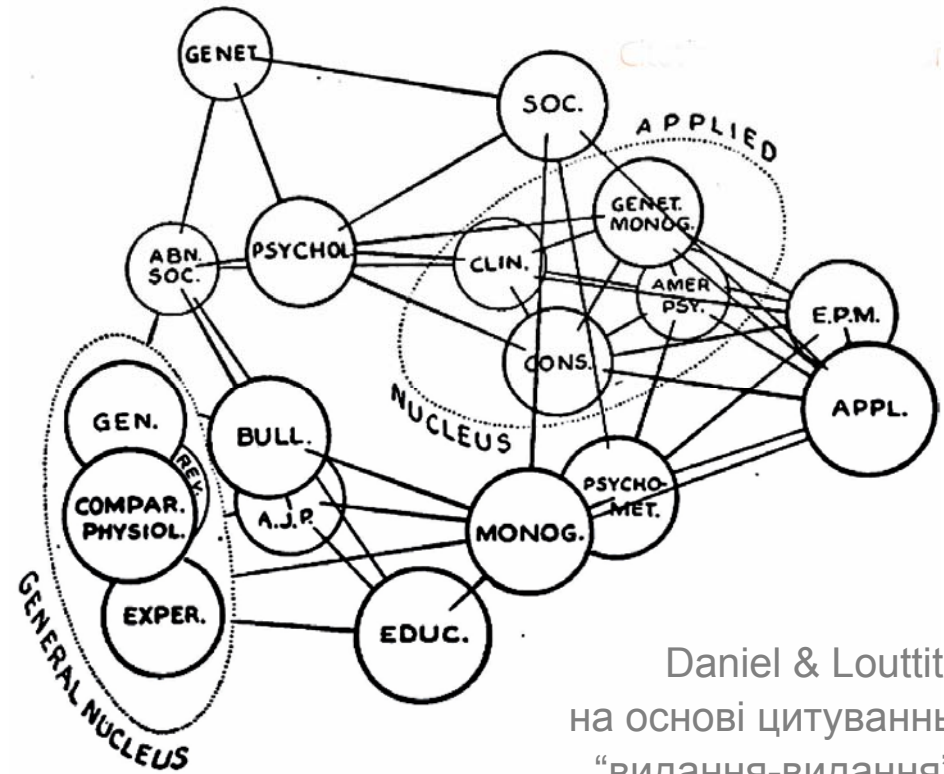 GENET.
SOC.
APPLIED
GENET.
MONOG.
ABN.
SOC.
PSYCHOL
CLIN.
AMER
PSY.
E.P.M.
CONS.
APPL.
NUCLEUS
GEN.
BULL.
REV.
COMPAR.
PHYSIOL.
A.J.P.
PSYCHO-
MET.
MONOG.
EXPER.
EDUC.
GENERAL NUCLEUS
Daniel & Louttit
на основі цитуваннь
“видання-видання”